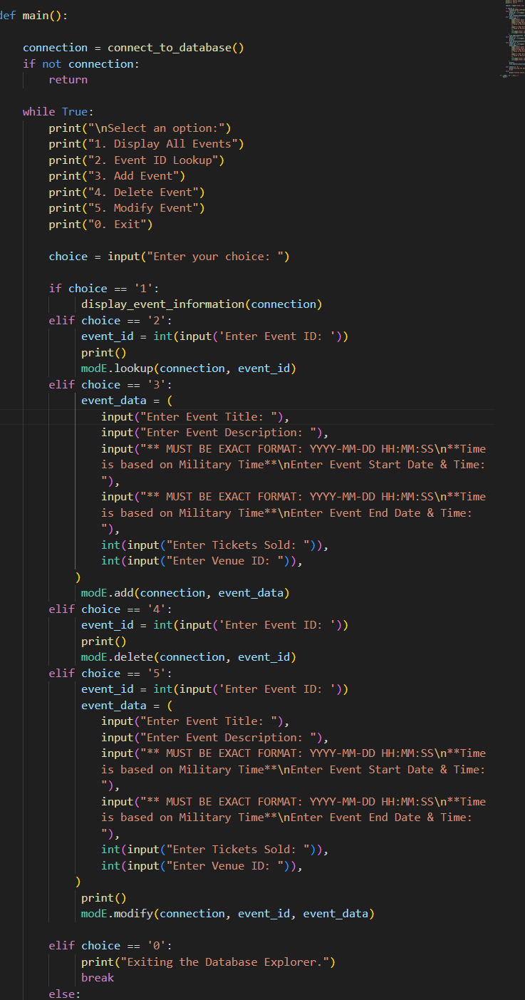 def main():
connection = connect_to_database()
if not connection:
return
while True:
print("\nSelect an option:")
print("1. Display All Events")
print("2. Event ID Lookup")
print("3. Add Event")
print("4. Delete Event")
print("5. Modify Event")
print("0. Exit")
choice = input("Enter your choice: ")
if choice == '1':
display_event_information(connection)
elif choice == '2':
event_id = int(input('Enter Event ID: '))
print()
modE.lookup(connection, event_id)
elif choice == '3':
event_data = (
input("Enter Event Title: "),
input("Enter Event Description: "),
input("** MUST BE EXACT FORMAT: YYYY-MM-DD HH:MM:SS\n**Time
is based on Military Time**\nEnter Event Start Date & Time:
"),
input("** MUST BE EXACT FORMAT: YYYY-MM-DD HH:MM:SS\n**Time
is based on Military Time**\nEnter Event End Date & Time:
"),
int(input("Enter Tickets Sold: ")),
int(input("Enter Venue ID: ")),
)
modE.add(connection, event_data)
elif choice == '4':
event_id = int(input('Enter Event ID: '))
print()
modE.delete(connection, event_id)
elif choice == '5':
event_id = int(input('Enter Event ID: '))
event_data = (
input("Enter Event Title: "),
input("Enter Event Description: "),
input("** MUST BE EXACT FORMAT: YYYY-MM-DD HH:MM:SS\n**Time
is based on Military Time**\nEnter Event Start Date & Time:
"),
input("** MUST BE EXACT FORMAT: YYYY-MM-DD HH:MM:SS\n**Time
is based on Military Time**\nEnter Event End Date & Time:
"),
int(input("Enter Tickets Sold: ")),
int(input("Enter Venue ID: ")),
)
print()
modE.modify(connection, event_id, event_data)
elif choice == '0':
print("Exiting the Database Explorer.")
break
else: